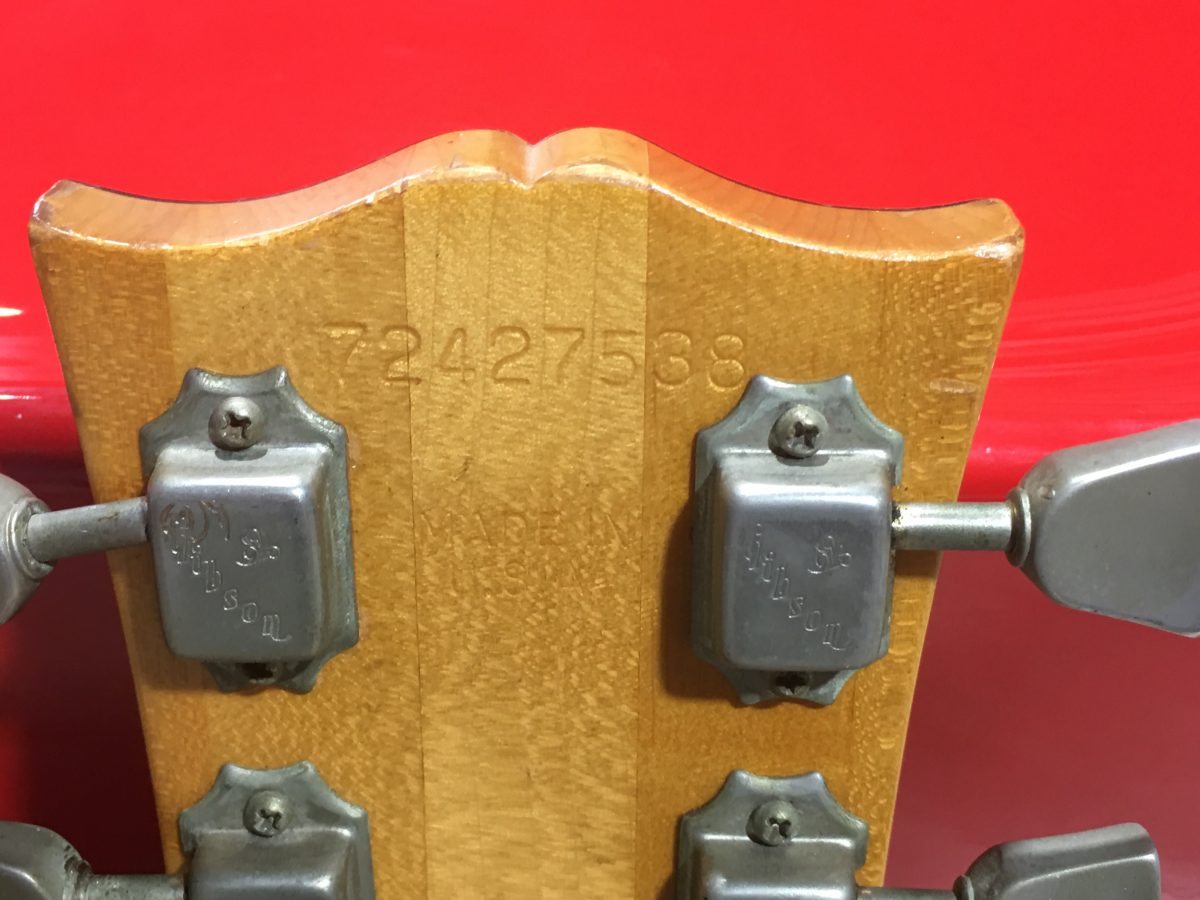 72427538
MADE IN
U.S.A.
Gibson
Gibson